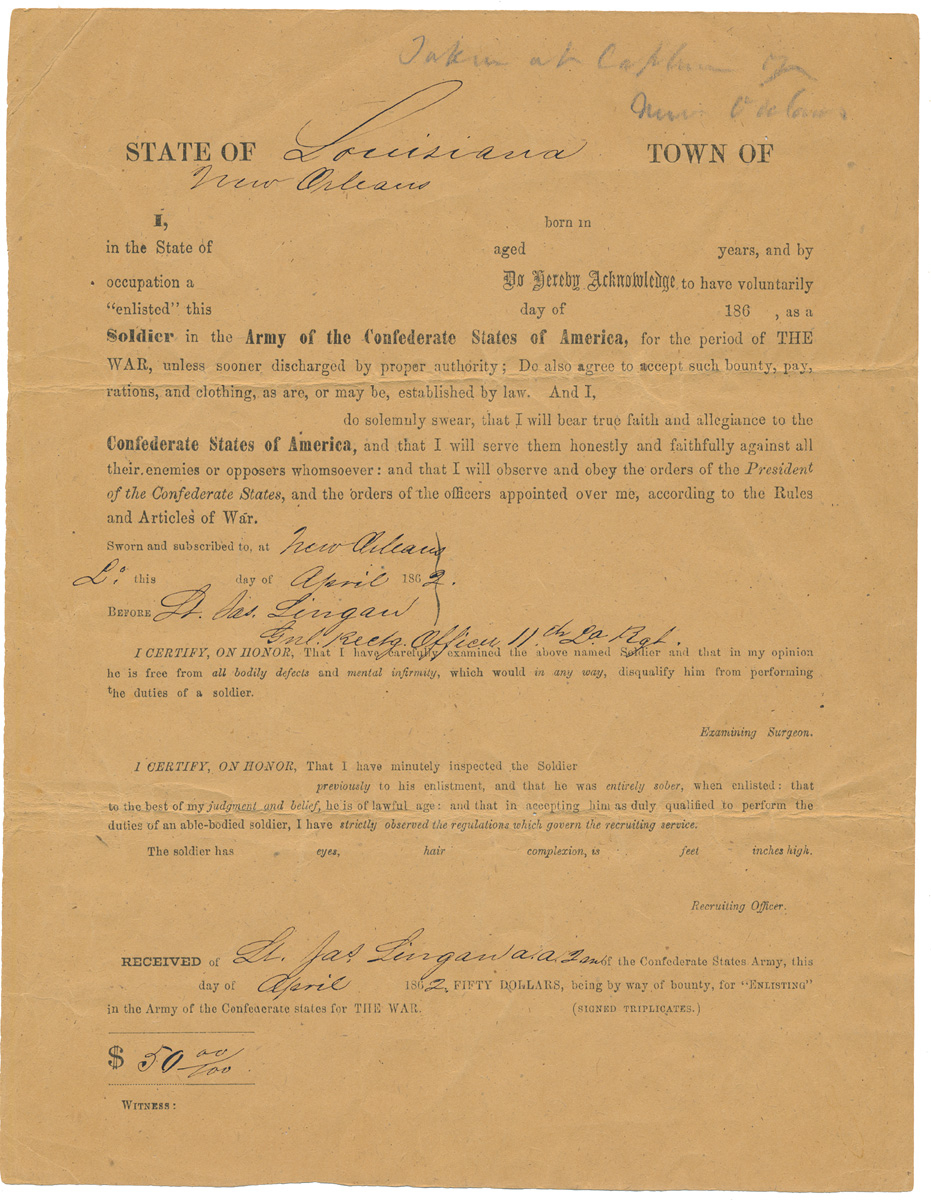 Taken at Capture of
New Orleans
STATE OF Louisiana TOWN OF
New Orleans
I, born in
in the State of aged years, and by
occupation a Do Hereby Acknowledge to have voluntarily
“enlisted” this day of 186 , as a
Soldier in the Army of the Confederate States of America, for the period of THE
WAR, unless sooner discharged by proper authority; Do also agree to accept such bounty, pay,
rations, and clothing, as are, or may be, established by law. And I,
do solemnly swear, that I will bear true faith and allegiance to the
Confederate States of America, and that I will serve them honestly and faithfully against all
their enemies or opposers whomsoever: and that I will observe and obey the orders of the President
of the Confederate States, and the orders of the officers appointed over me, according to the Rules
and Articles of War.
Sworn and subscribed to, at New Orleans
La this day of April 1862.
BEFORE Lt. Jas. Lingan
Gnl. Rectg. Officer 11th La Rgt.
I CERTIFY, ON HONOR, That I have carefully examined the above named Soldier and that in my opinion
he is free from all bodily defects and mental infirmity, which would in any way, disqualify him from performing
the duties of a soldier.
Examining Surgeon.
I CERTIFY, ON HONOR, That I have minutely inspected the Soldier
previously to his enlistment, and that he was entirely sober, when enlisted: that
to the best of my judgment and belief, he is of lawful age: and that in accepting him as duly qualified to perform the
duties of an able-bodied soldier, I have strictly observed the regulations which govern the recruiting service.
The soldier has eyes, hair complexion, is feet inches high.
Recruiting Officer.
RECEIVED of Lt. Jas. Lingan a.a. of the Confederate States Army, this
day of April 1862, FIFTY DOLLARS, being by way of bounty, for “ENLISTING”
in the Army of the Confederate states for THE WAR. (SIGNED TRIPLICATES.)
$ 50 00/100
WITNESS: